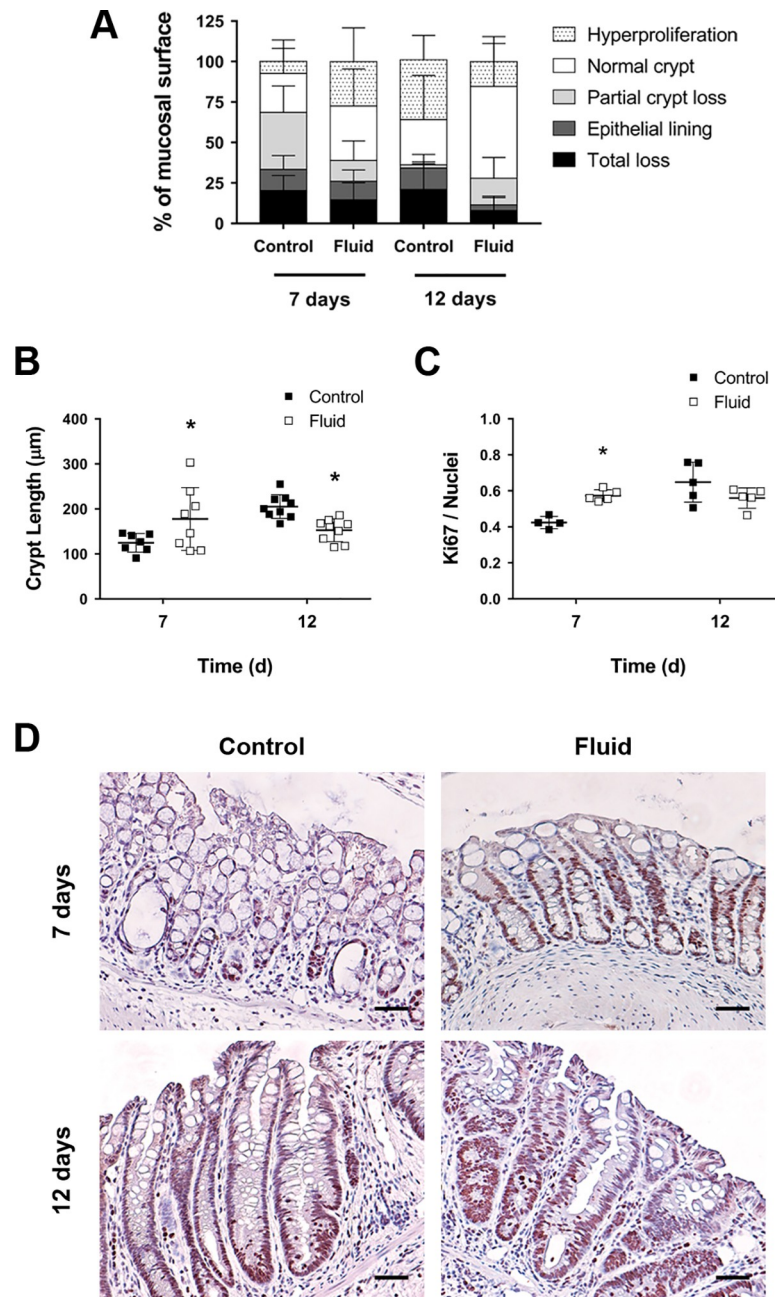 A
% of mucosal surface
125
100
75
50
25
0
Hyperproliferation
Normal crypt
Partial crypt loss
Epithelial lining
Total loss
Control Fluid Control Fluid
7 days 12 days
B
Control
Fluid
Crypt Length (μm)
400
300
200
100
0
*
*
7 12
Time (d)
C
Control
Fluid
Ki67 / Nuclei
1.0
0.8
0.6
0.4
0.2
0.0
*
7 12
Time (d)
D
Control Fluid
7 days
12 days